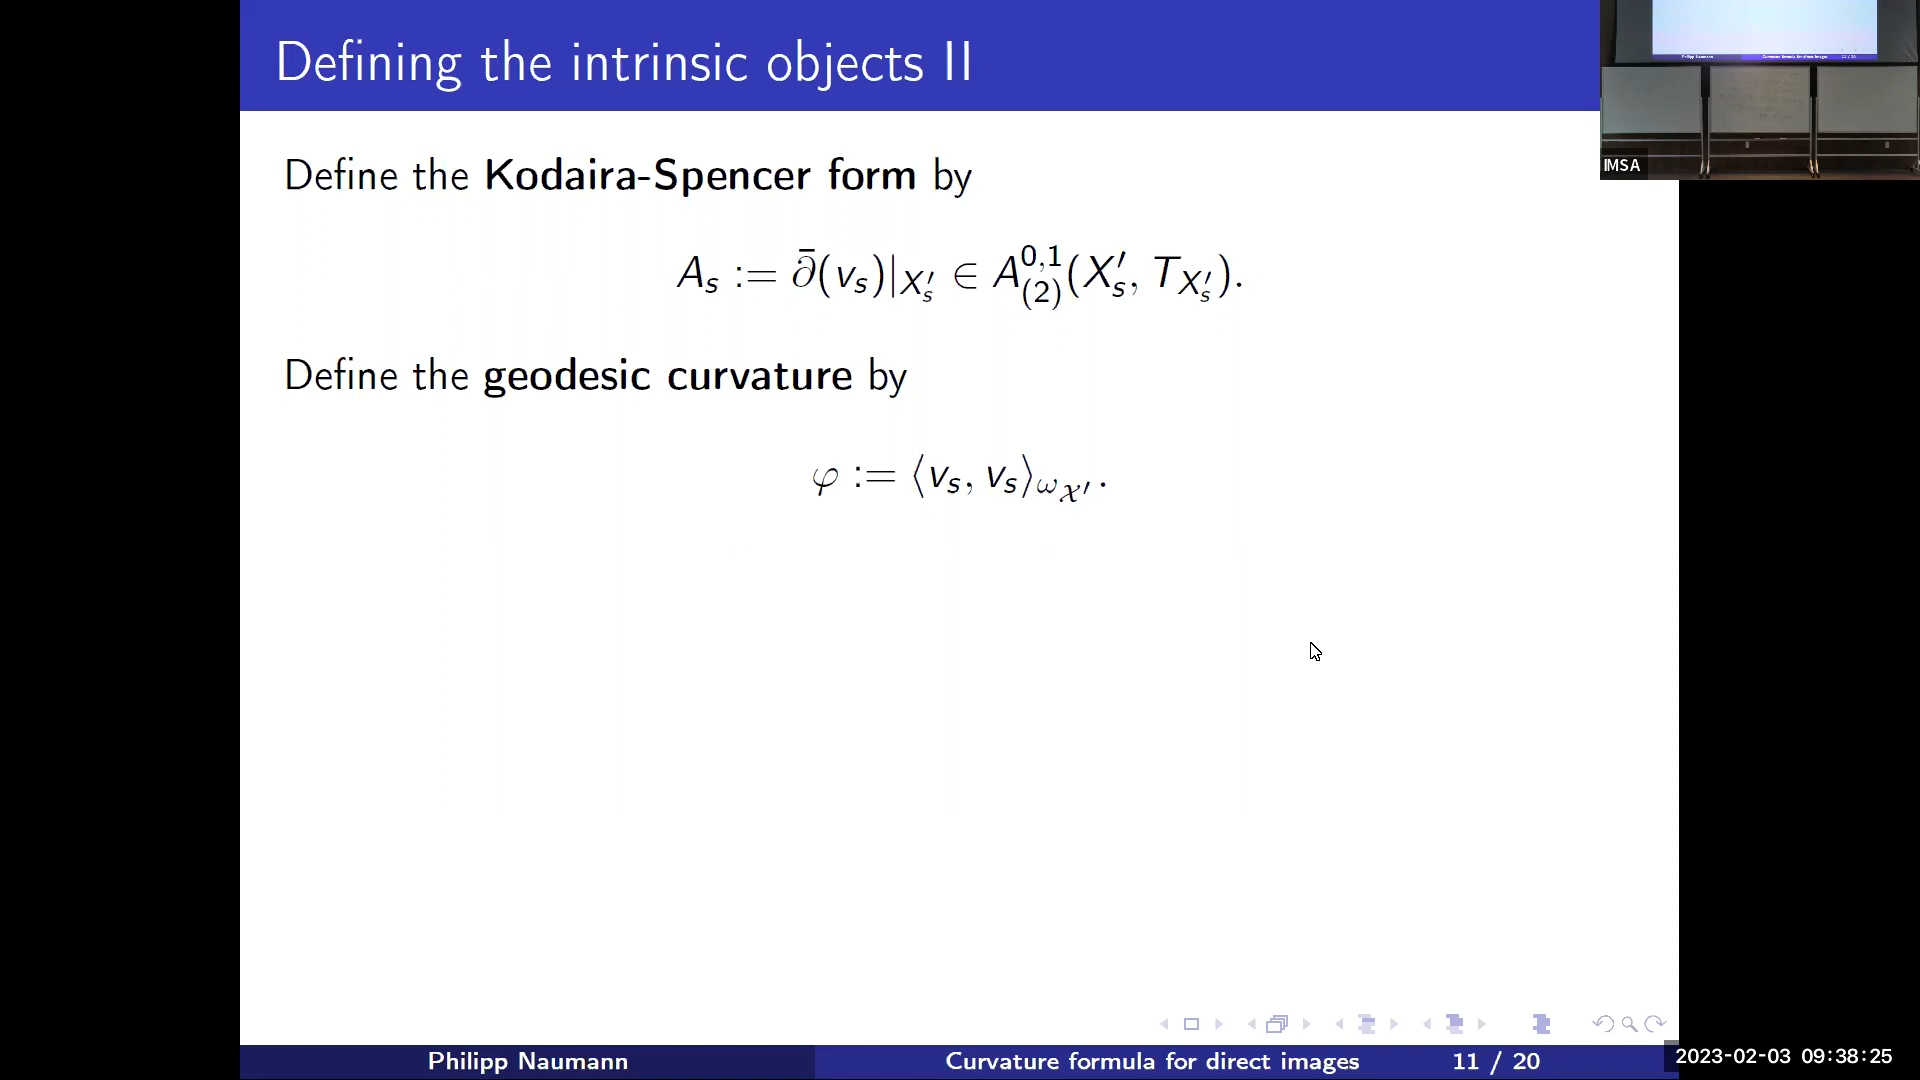 Defining the intrinsic objects II
IMSA
Define the Kodaira-Spencer form by
A_s := \bar{∂}(v_s)|_{X'_s} ∈ A^{0,1}_{(2)}(X'_s, T_{X'_s}).
Define the geodesic curvature by
φ := ⟨v_s, v_s⟩_{ω_{𝒳'}}.
Philipp Naumann
Curvature formula for direct images
11 / 20
2023-02-03 09:38:25